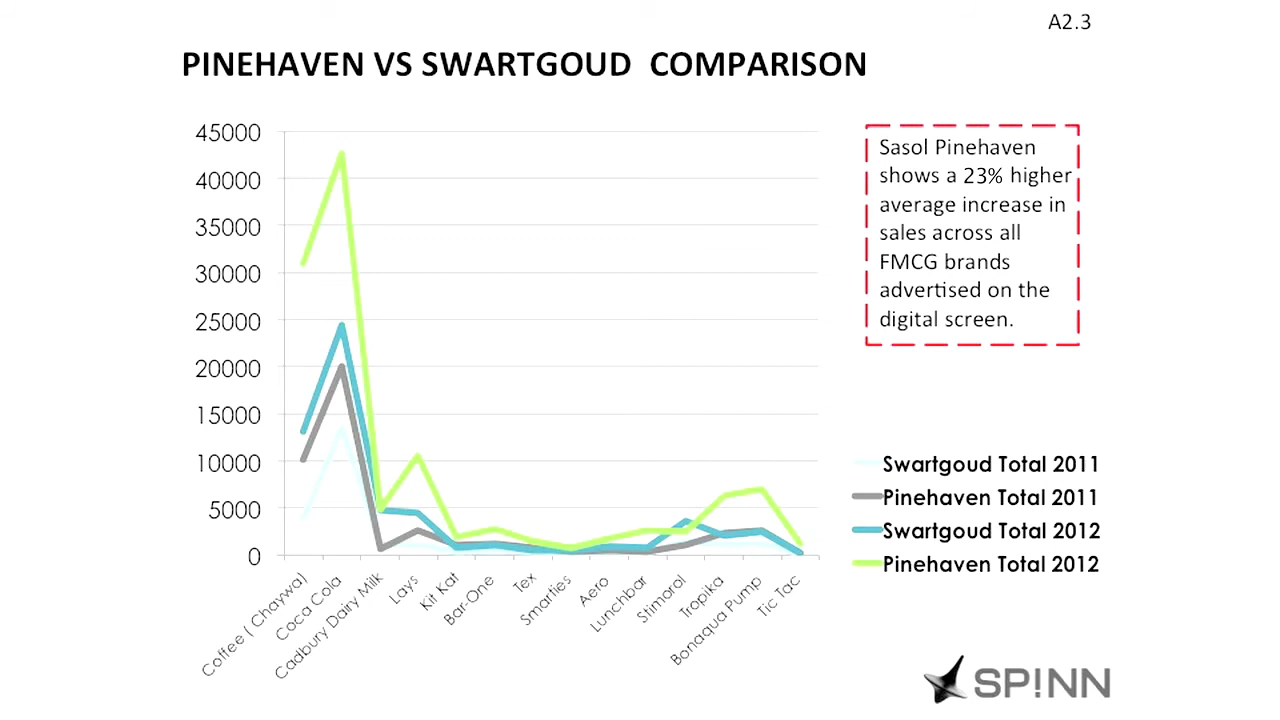 A2.3
PINEHAVEN VS SWARTGOUD COMPARISON
45000
40000
35000
30000
25000
20000
15000
10000
5000
0
Coffee ( Chaywa)
Coca Cola
Cadbury Dairy Milk
Lays
Kit Kat
Bar-One
Tex
Smarties
Aero
Lunchbar
Stimorol
Tropika
Bonaqua Pump
Tic Tac
Sasol Pinehaven
shows a 23% higher
average increase in
sales across all
FMCG brands
advertised on the
digital screen.
Swartgoud Total 2011
Pinehaven Total 2011
Swartgoud Total 2012
Pinehaven Total 2012
SP!NN